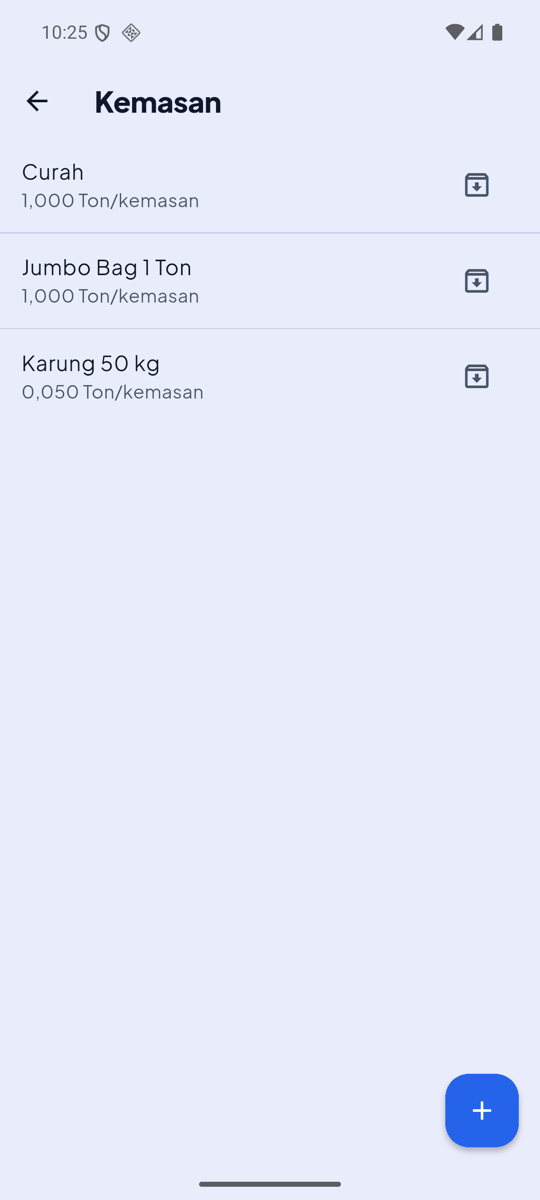 10:25
Kemasan
Curah
1,000 Ton/kemasan
Jumbo Bag 1 Ton
1,000 Ton/kemasan
Karung 50 kg
0,050 Ton/kemasan